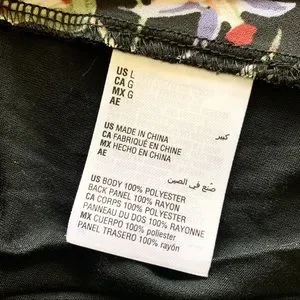 US L
CA G
MX G
AE كبير
US MADE IN CHINA
CA FABRIQUÉ EN CHINE
MX HECHO EN CHINA
AE صنع في الصين
US BODY 100% POLYESTER
BACK PANEL 100% RAYON
CA CORPS 100% POLYESTER
PANNEAU DU DOS 100% RAYONNE
MX CUERPO 100% poliester
PANEL TRASERO 100% rayón